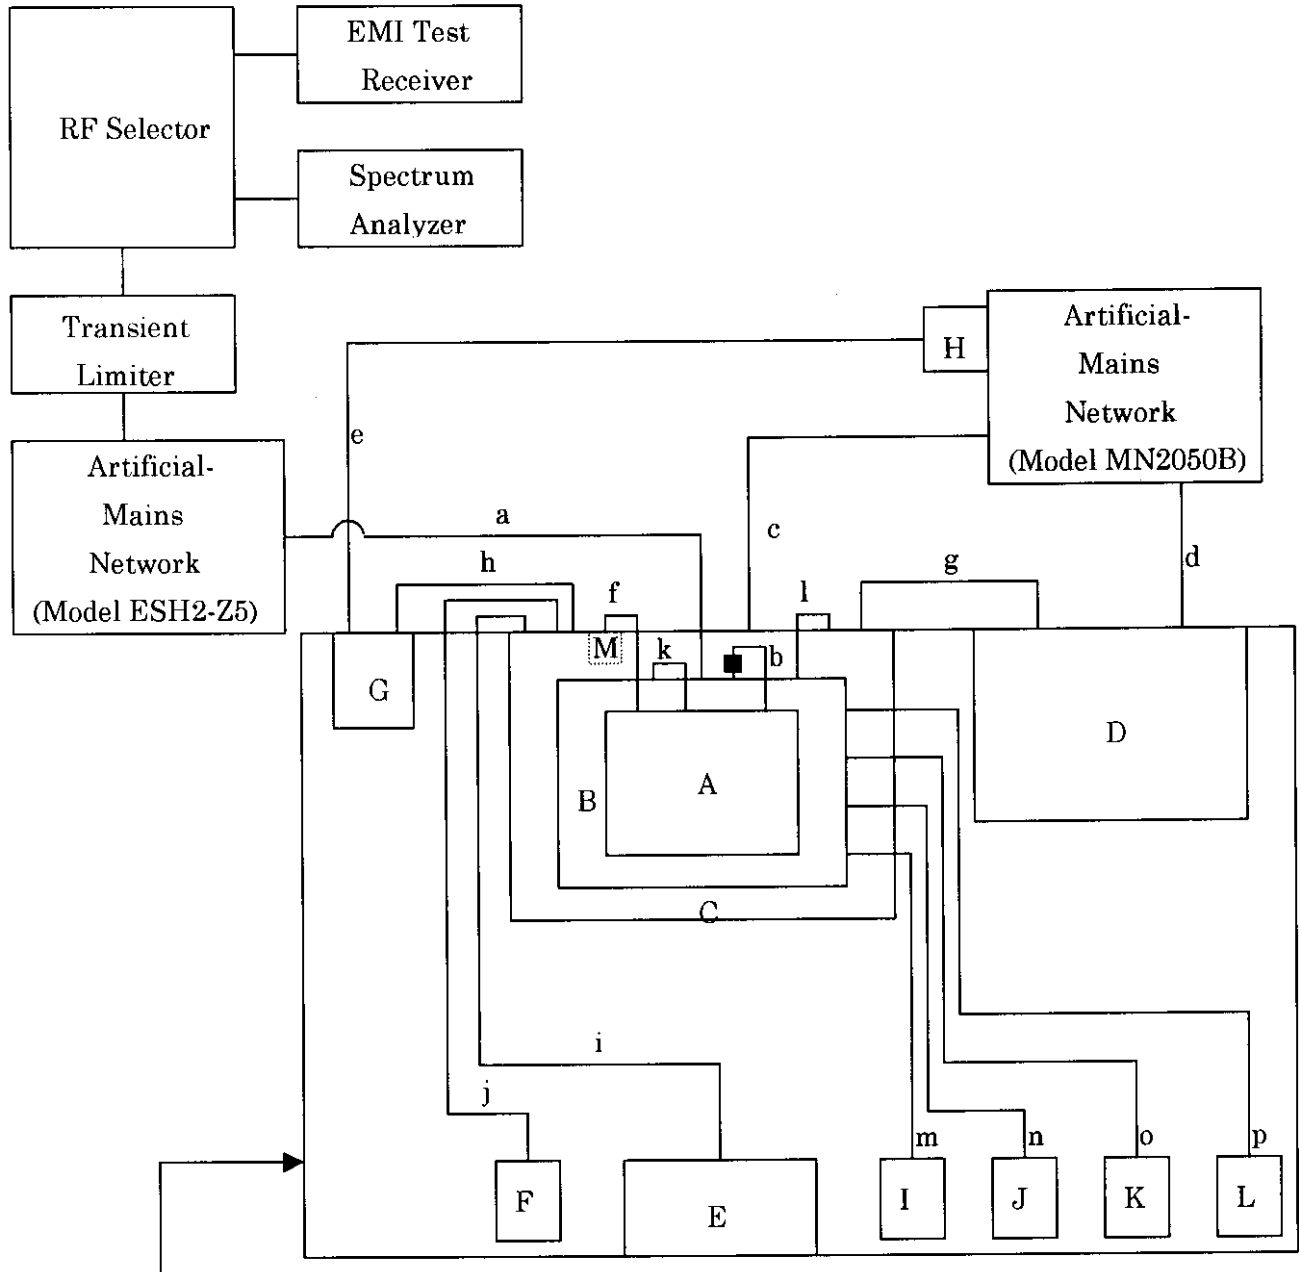 EMI Test
Receiver
RF Selector
Spectrum
Analyzer
Transient
Limiter
Artificial-
Mains
Network
(Model MN2050B)
H
e
Artificial-
Mains
Network
(Model ESH2-Z5)
a
c
d
h
f
l
g
M
k
b
G
D
B
A
C
i
j
m
n
o
p
F
E
I
J
K
L